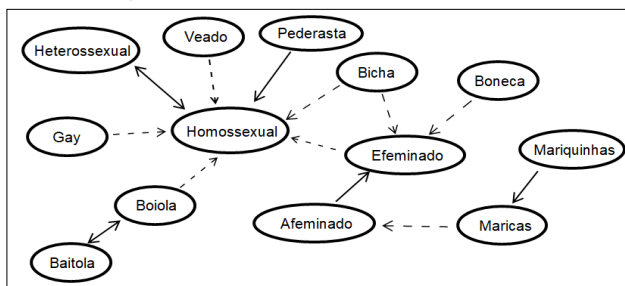 Heterossexual
Veado
Pederasta
Bicha
Boneca
Gay
Homossexual
Efeminado
Mariquinhas
Boiola
Afeminado
Maricas
Baitola